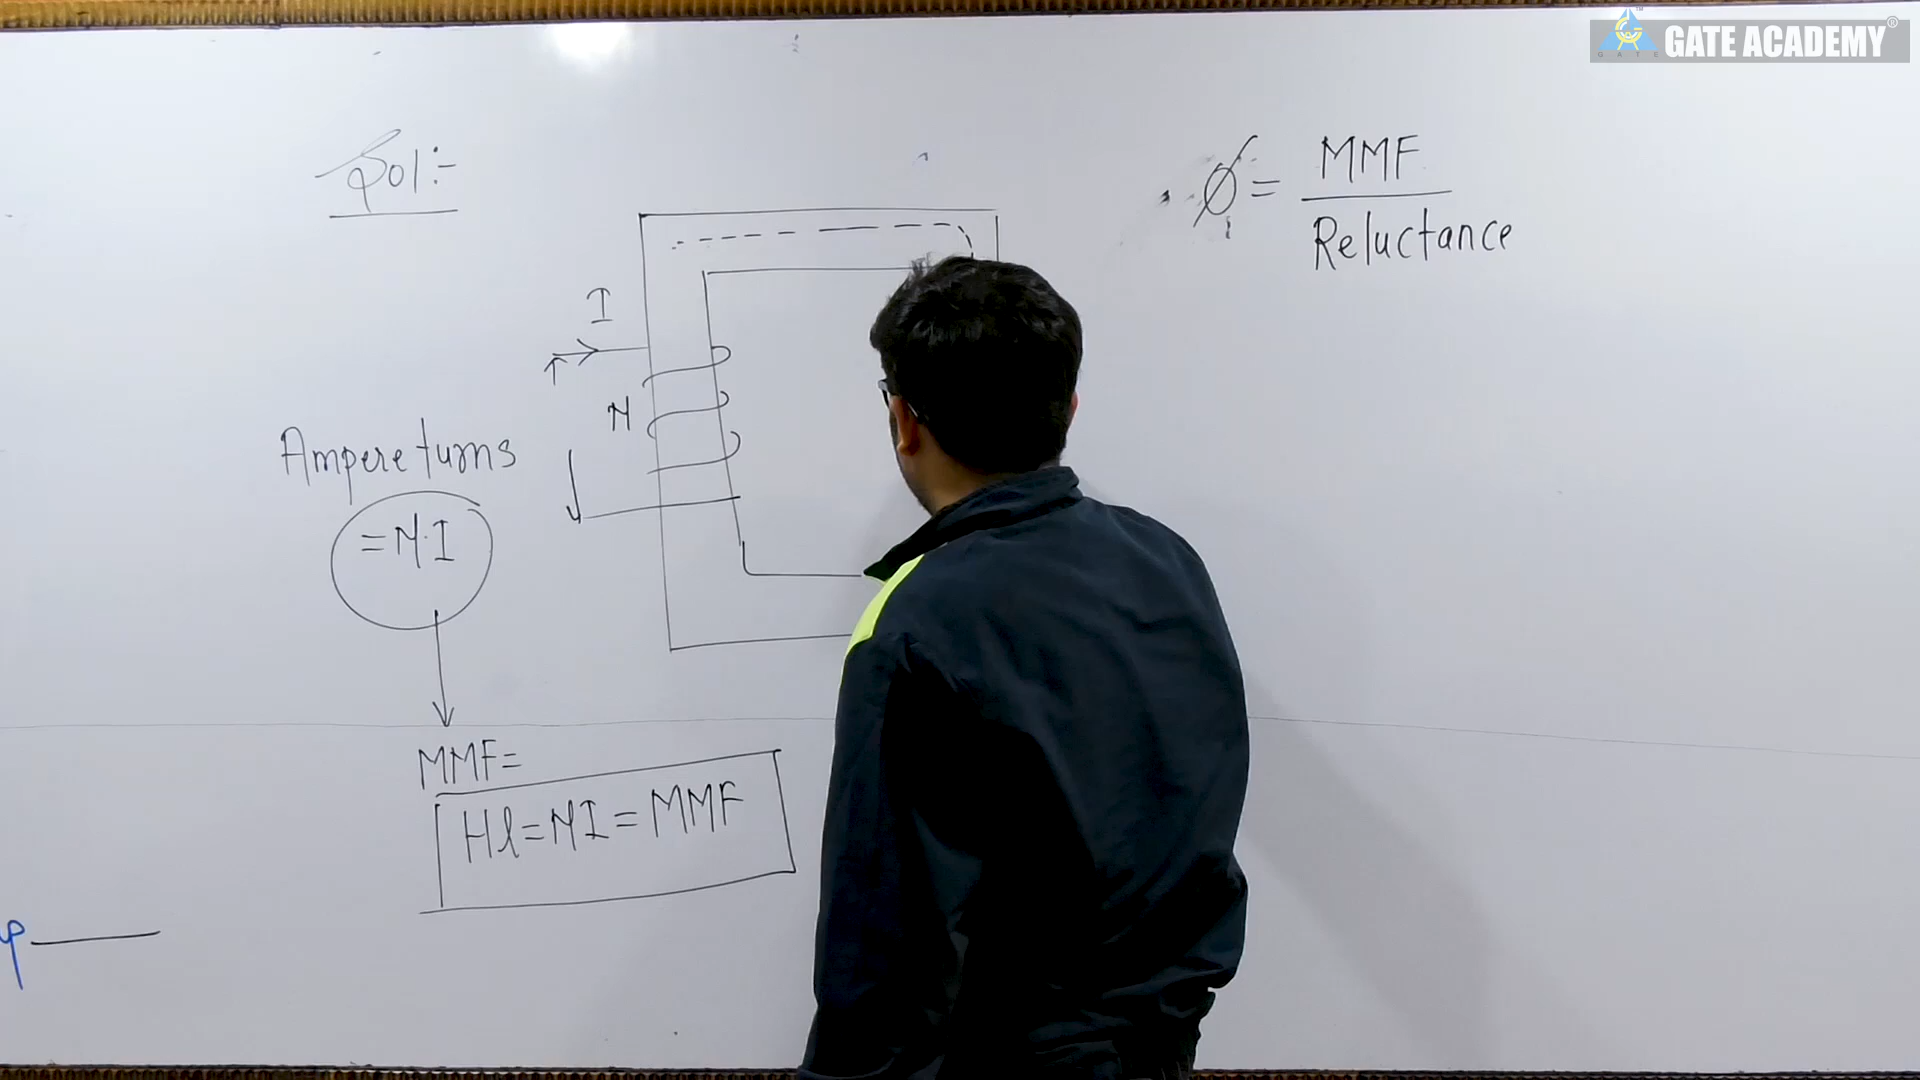 GATE ACADEMY®
Sol:-
Φ = MMF
Reluctance
I
N
Ampere turns
= N.I
MMF=
Hl=NI=MMF